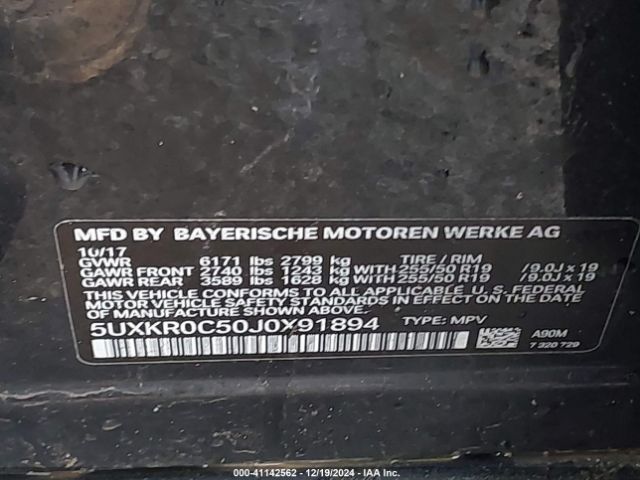 MFD BY BAYERISCHE MOTOREN WERKE AG
10/17
GVWR 6171 lbs 2799 kg TIRE / RIM
GAWR FRONT 2740 lbs 1243 kg WITH 255/50 R19 / 9.0J x 19
GAWR REAR 3589 lbs 1628 kg WITH 255/50 R19 / 9.0J x 19
THIS VEHICLE CONFORMS TO ALL APPLICABLE U. S. FEDERAL
MOTOR VEHICLE SAFETY STANDARDS IN EFFECT ON THE DATE
OF MANUFACTURE SHOWN ABOVE.
5UXKR0C50J0X91894 TYPE: MPV
A90M
7 320 729
000-41142562 - 12/19/2024 - IAA Inc.